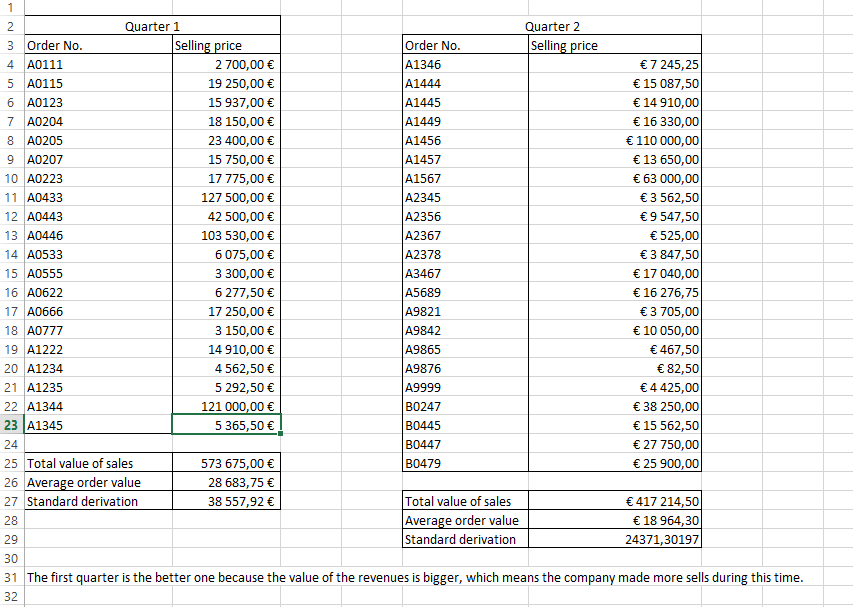 1
2 Quarter 1 Quarter 2
3 Order No. Selling price Order No. Selling price
4 A0111 2 700,00 € A1346 € 7 245,25
5 A0115 19 250,00 € A1444 € 15 087,50
6 A0123 15 937,00 € A1445 € 14 910,00
7 A0204 18 150,00 € A1449 € 16 330,00
8 A0205 23 400,00 € A1456 € 110 000,00
9 A0207 15 750,00 € A1457 € 13 650,00
10 A0223 17 775,00 € A1567 € 63 000,00
11 A0433 127 500,00 € A2345 € 3 562,50
12 A0443 42 500,00 € A2356 € 9 547,50
13 A0446 103 530,00 € A2367 € 525,00
14 A0533 6 075,00 € A2378 € 3 847,50
15 A0555 3 300,00 € A3467 € 17 040,00
16 A0622 6 277,50 € A5689 € 16 276,75
17 A0666 17 250,00 € A9821 € 3 705,00
18 A0777 3 150,00 € A9842 € 10 050,00
19 A1222 14 910,00 € A9865 € 467,50
20 A1234 4 562,50 € A9876 € 82,50
21 A1235 5 292,50 € A9999 € 4 425,00
22 A1344 121 000,00 € B0247 € 38 250,00
23 A1345 5 365,50 € B0445 € 15 562,50
24 B0447 € 27 750,00
25 Total value of sales 573 675,00 € B0479 € 25 900,00
26 Average order value 28 683,75 €
27 Standard derivation 38 557,92 € Total value of sales € 417 214,50
28 Average order value € 18 964,30
29 Standard derivation 24371,30197
30
31 The first quarter is the better one because the value of the revenues is bigger, which means the company made more sells during this time.
32